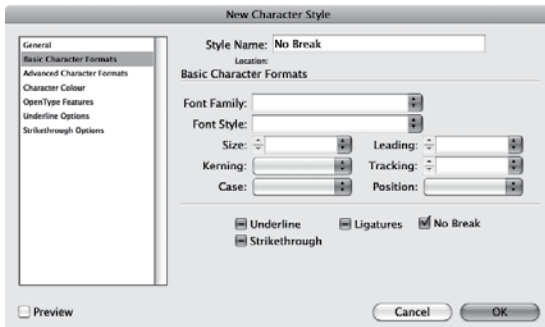 New Character Style
General
Basic Character Formats
Advanced Character Formats
Character Colour
OpenType Features
Underline Options
Strikethrough Options
Style Name: No Break
Location:
Basic Character Formats
Font Family:
Font Style:
Size: Leading:
Kerning: Tracking:
Case: Position:
Underline Ligatures No Break
Strikethrough
Preview Cancel OK